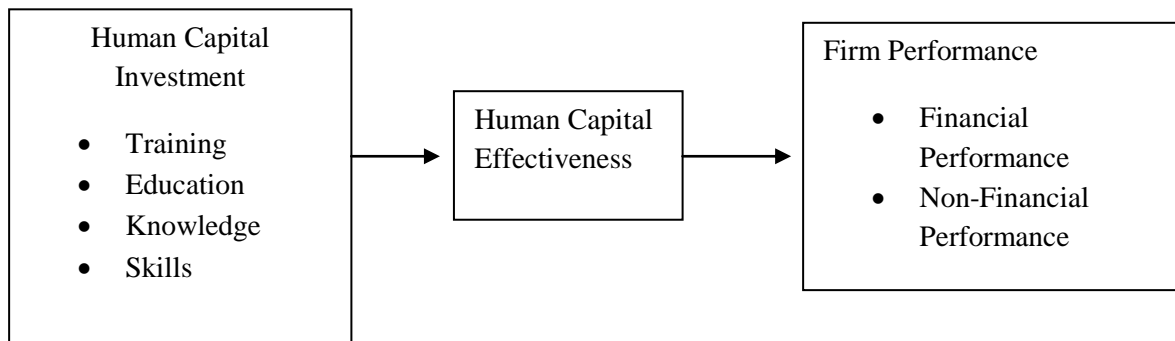 Human Capital
Investment
• Training
• Education
• Knowledge
• Skills
Human Capital
Effectiveness
Firm Performance
• Financial
Performance
• Non-Financial
Performance